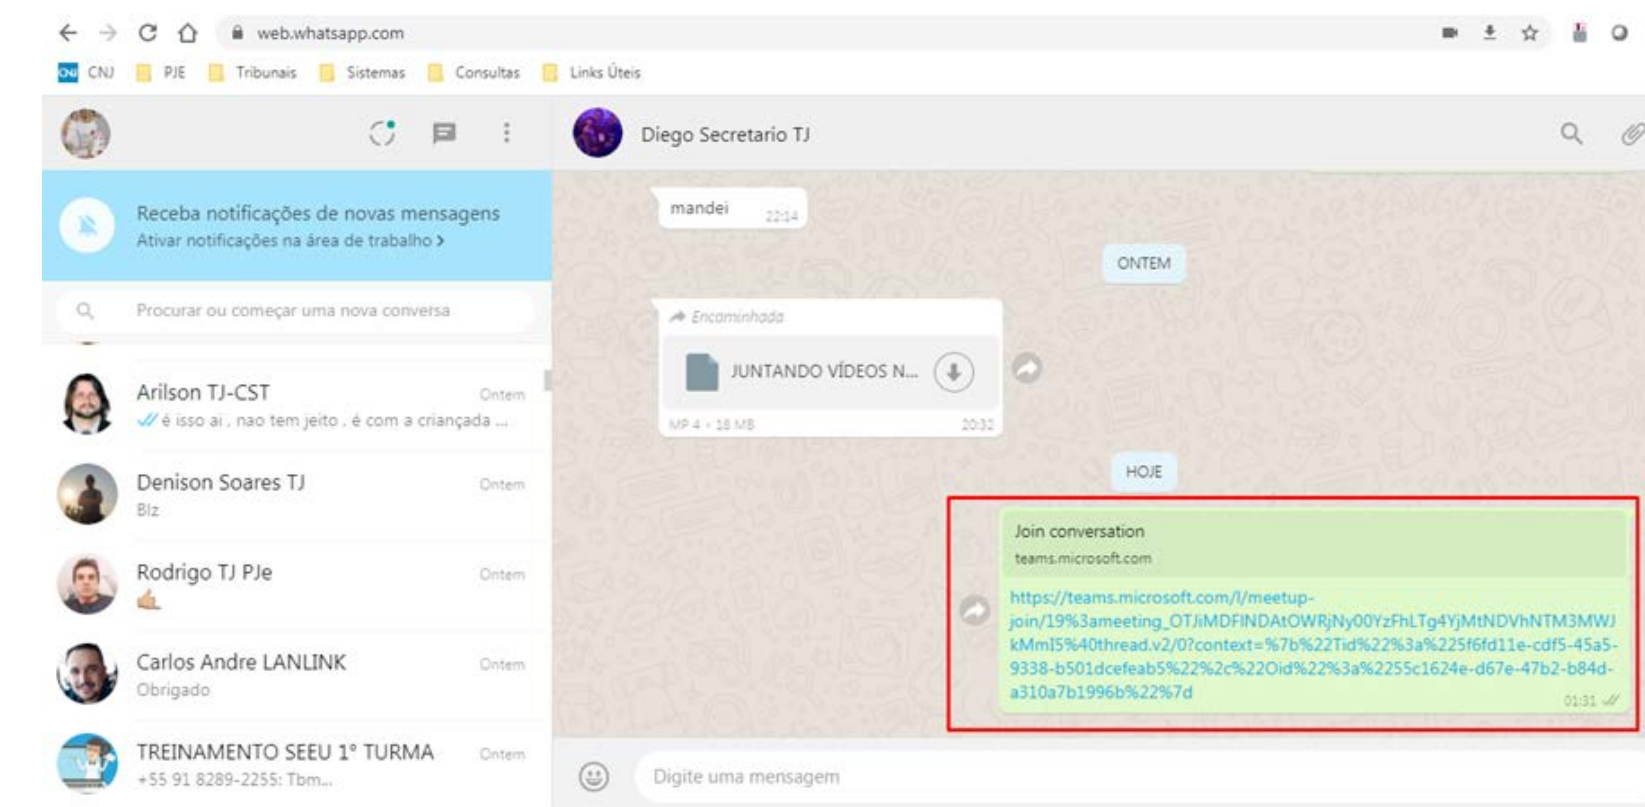 web.whatsapp.com
CNJ CNJ PJE Tribunais Sistemas Consultas Links Úteis
Diego Secretario TJ
Receba notificações de novas mensagens
Ativar notificações na área de trabalho >
Procurar ou começar uma nova conversa
Arilson TJ-CST Ontem
é isso ai , nao tem jeito , é com a criançada ...
Denison Soares TJ Ontem
Blz
Rodrigo TJ PJe Ontem
Carlos Andre LANLINK Ontem
Obrigado
TREINAMENTO SEEU 1º TURMA Ontem
+55 91 8289-2255: Tbm...
mandei 22:14
ONTEM
Encaminhada
JUNTANDO VÍDEOS N...
MP4 • 18 MB 20:32
HOJE
Join conversation
teams.microsoft.com
https://teams.microsoft.com/l/meetup-
join/19%3ameeting_OTJiMDFlNDAtOWRjNy00YzFhLTg4YjMtNDVhNTM3MWJ
kMmI5%40thread.v2/0?context=%7b%22Tid%22%3a%225f6fd11e-cdf5-45a5-
9338-b501dcefeab5%22%2c%22Oid%22%3a%2255c1624e-d67e-47b2-b84d-
a310a7b1996b%22%7d
01:31
Digite uma mensagem